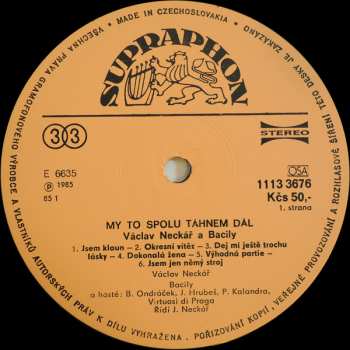 MADE IN CZECHOSLOVAKIA • VŠECHNA PRÁVA GRAMOFONOVÉHO VÝROBCE A VLASTNÍKŮ AUTORSKÝCH PRÁV K DÍLU VYHRAZENA. POŘIZOVÁNÍ KOPIÍ, VEŘEJNÉ PROVOZOVÁNÍ A ROZHLASOVÉ ŠÍŘENÍ TÉTO DESKY JE ZAKÁZÁNO.
SUPRAPHON
33
STEREO
E 6635
OSA
℗ 1985
1113 3676
85 1
Kčs 50,-
1. strana
MY TO SPOLU TÁHNEM DÁL
Václav Neckář a Bacily
1. Jsem klaun - 2. Okresní vítěz - 3. Dej mi ještě trochu
lásky - 4. Dokonalá žena - 5. Výhodná partie -
6. Jsem jen němý stroj
Václav Neckář
Bacily
a hosté: B. Ondráček, J. Hrubeš, P. Kalandra,
Virtuosi di Praga
Řídí J. Neckář